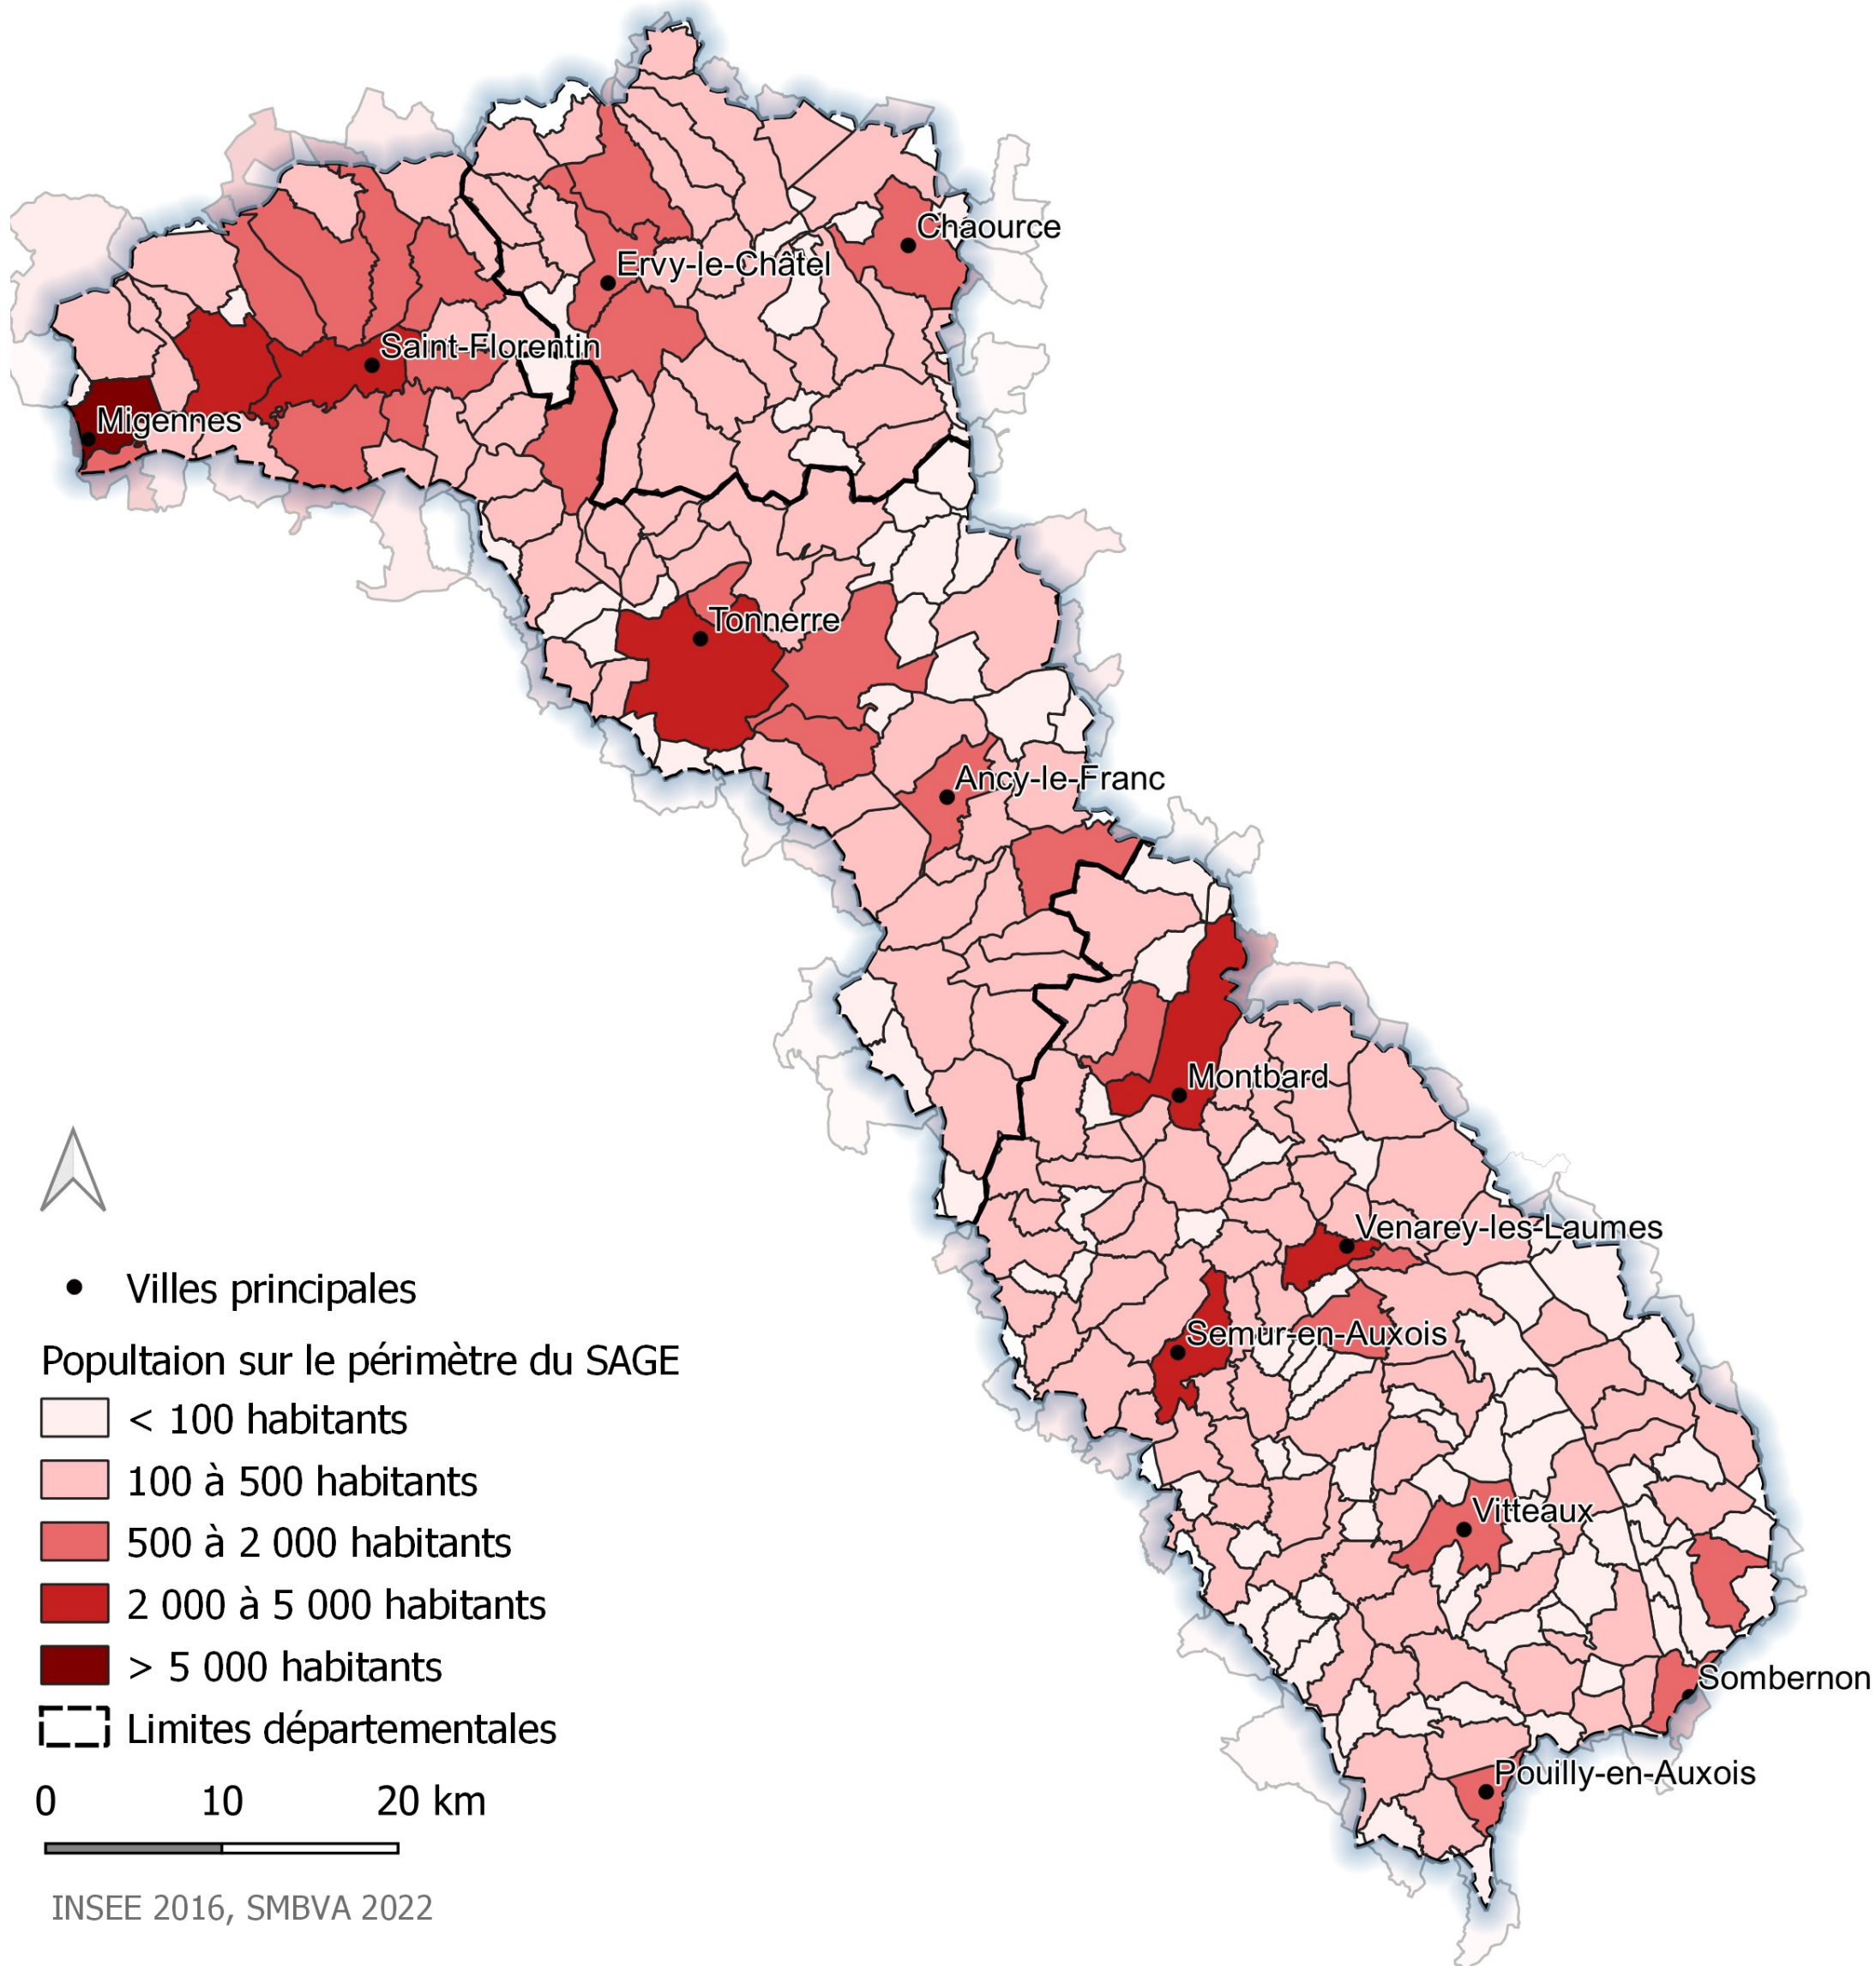 Chaource
Ervy-le-Châtel
Saint-Florentin
Migennes
Tonnerre
Ancy-le-Franc
Montbard
Venarey-les-Laumes
Semur-en-Auxois
Vitteaux
Sombernon
Pouilly-en-Auxois
Villes principales
Popultaion sur le périmètre du SAGE
< 100 habitants
100 à 500 habitants
500 à 2 000 habitants
2 000 à 5 000 habitants
> 5 000 habitants
Limites départementales
0 10 20 km
INSEE 2016, SMBVA 2022